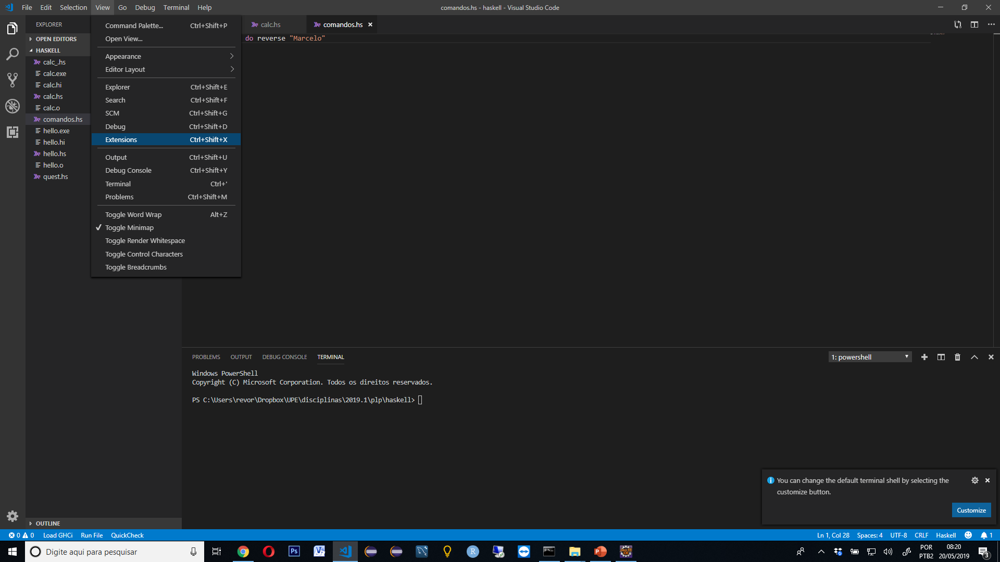 File Edit Selection View Go Debug Terminal Help
comandos.hs - haskell - Visual Studio Code
EXPLORER
OPEN EDITORS
HASKELL
calc_.hs
calc.exe
calc.hi
calc.hs
calc.o
comandos.hs
hello.exe
hello.hi
hello.hs
hello.o
quest.hs
OUTLINE
Command Palette... Ctrl+Shift+P
Open View...
Appearance
Editor Layout
Explorer Ctrl+Shift+E
Search Ctrl+Shift+F
SCM Ctrl+Shift+G
Debug Ctrl+Shift+D
Extensions Ctrl+Shift+X
Output Ctrl+Shift+U
Debug Console Ctrl+Shift+Y
Terminal Ctrl+'
Problems Ctrl+Shift+M
Toggle Word Wrap Alt+Z
Toggle Minimap
Toggle Render Whitespace
Toggle Control Characters
Toggle Breadcrumbs
calc.hs comandos.hs
do reverse "Marcelo"
PROBLEMS OUTPUT DEBUG CONSOLE TERMINAL
1: powershell
Windows PowerShell
Copyright (C) Microsoft Corporation. Todos os direitos reservados.
PS C:\Users\revor\Dropbox\UPE\disciplinas\2019.1\plp\haskell>
You can change the default terminal shell by selecting the
customize button.
Customize
0 0 Load GHCi Run File QuickCheck
Ln 1, Col 28 Spaces: 4 UTF-8 CRLF Haskell 1
Digite aqui para pesquisar
Ps
R
POR
PTB2
08:20
20/05/2019
3